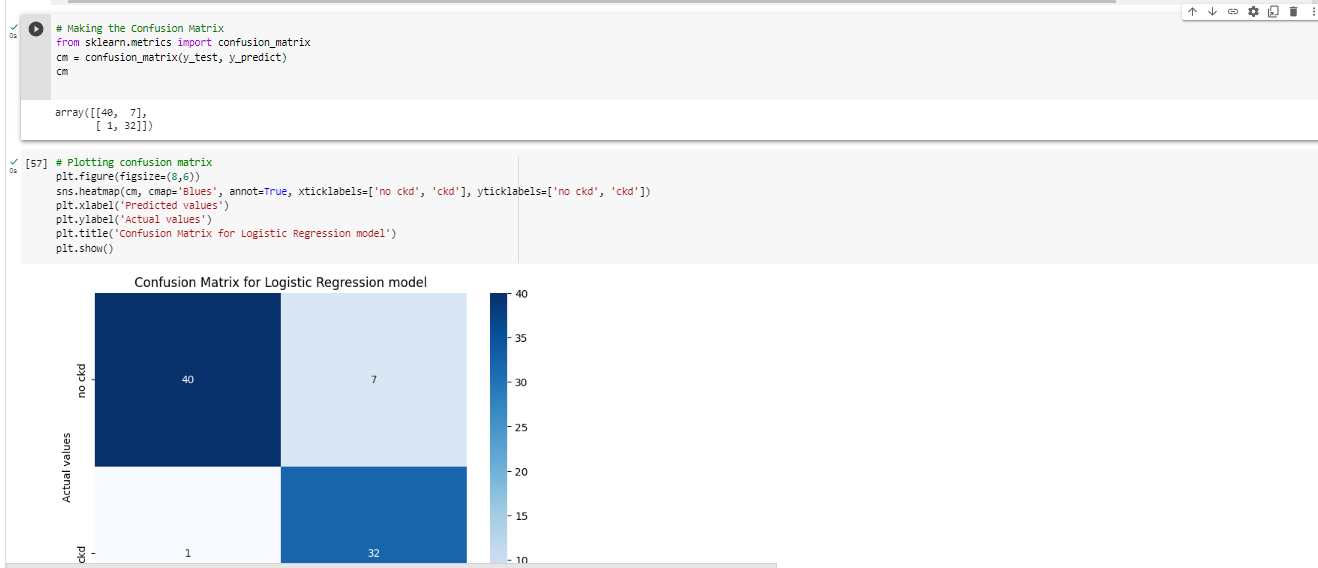 # Making the Confusion Matrix
from sklearn.metrics import confusion_matrix
cm = confusion_matrix(y_test, y_predict)
cm
0s
array([[40,  7],
       [ 1, 32]])
[57] # Plotting confusion matrix
0s
plt.figure(figsize=(8,6))
sns.heatmap(cm, cmap='Blues', annot=True, xticklabels=['no ckd', 'ckd'], yticklabels=['no ckd', 'ckd'])
plt.xlabel('Predicted values')
plt.ylabel('Actual values')
plt.title('Confusion Matrix for Logistic Regression model')
plt.show()
Confusion Matrix for Logistic Regression model
Actual values
no ckd
ckd
40
7
1
32
40
35
30
25
20
15
10